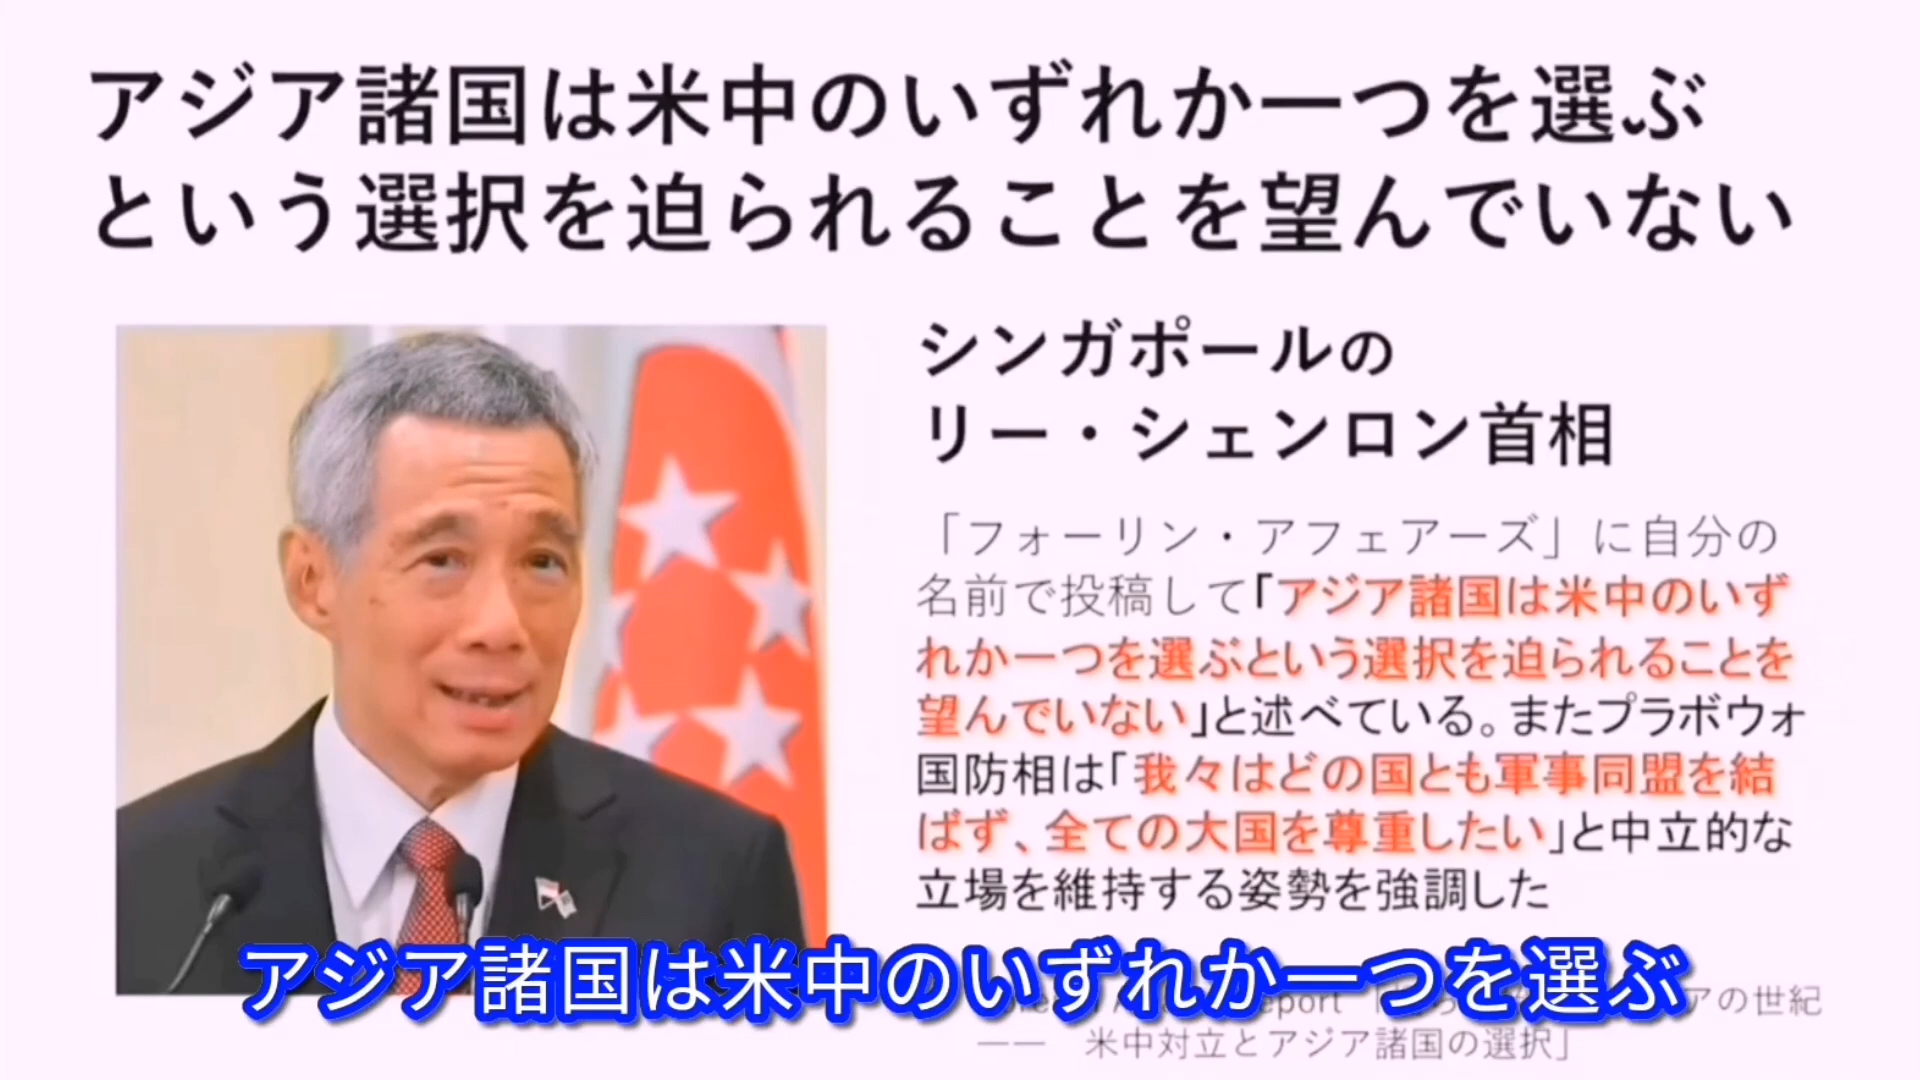 アジア諸国は米中のいずれか一つを選ぶ
という選択を迫られることを望んでいない
シンガポールの
リー・シェンロン首相
「フォーリン・アフェアーズ」に自分の
名前で投稿して「アジア諸国は米中のいず
れか一つを選ぶという選択を迫られることを
望んでいない」と述べている。またプラボウォ
国防相は「我々はどの国とも軍事同盟を結
ばず、全ての大国を尊重したい」と中立的な
立場を維持する姿勢を強調した
アジア諸国は米中のいずれか一つを選ぶ
アの世紀
―― 米中対立とアジア諸国の選択」